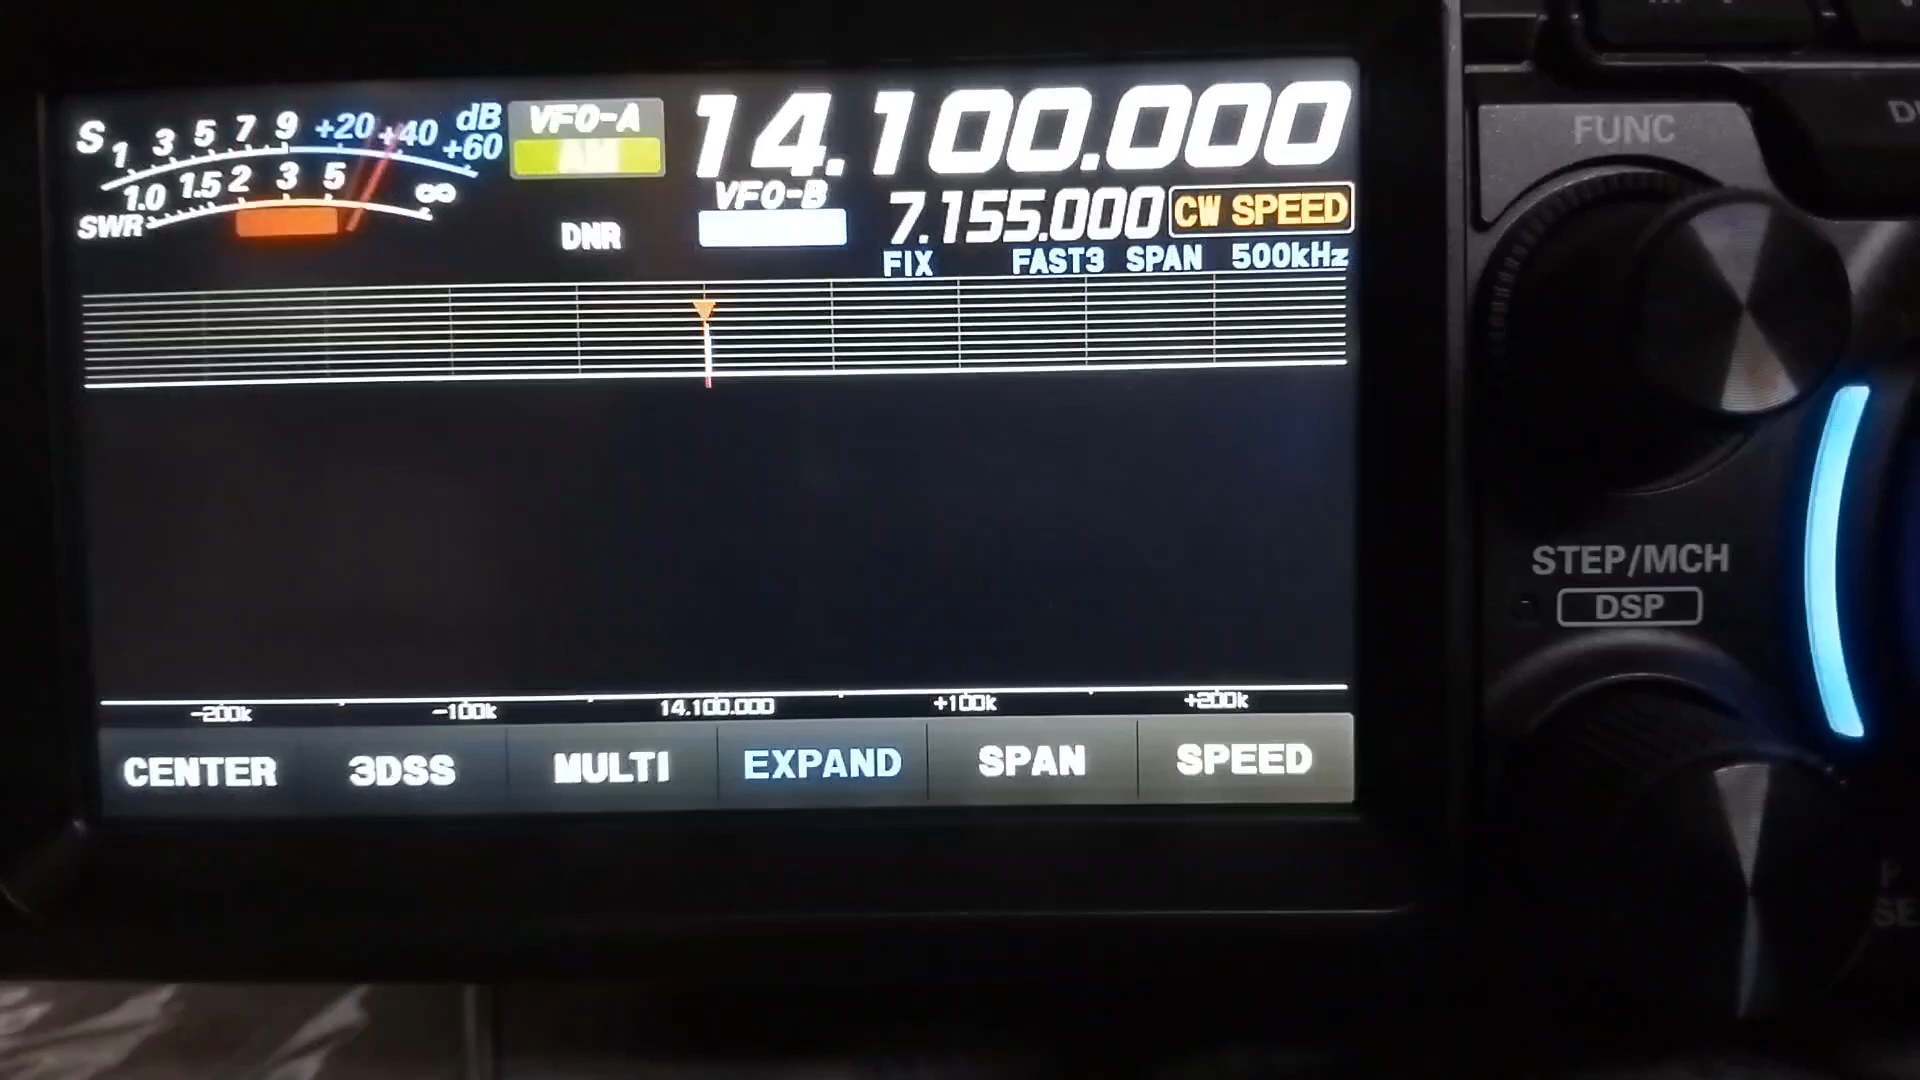 S 1 3 5 7 9 +20 +40 +60 dB
SWR 1.0 1.5 2 3 5 ∞
VFO-A
AM
14.100.000
VFO-B
7.155.000
CW SPEED
DNR
FIX FAST3 SPAN 500kHz
-200k -100k 14.100.000 +100k +200k
CENTER 3DSS MULTI EXPAND SPAN SPEED
FUNC
STEP/MCH
DSP